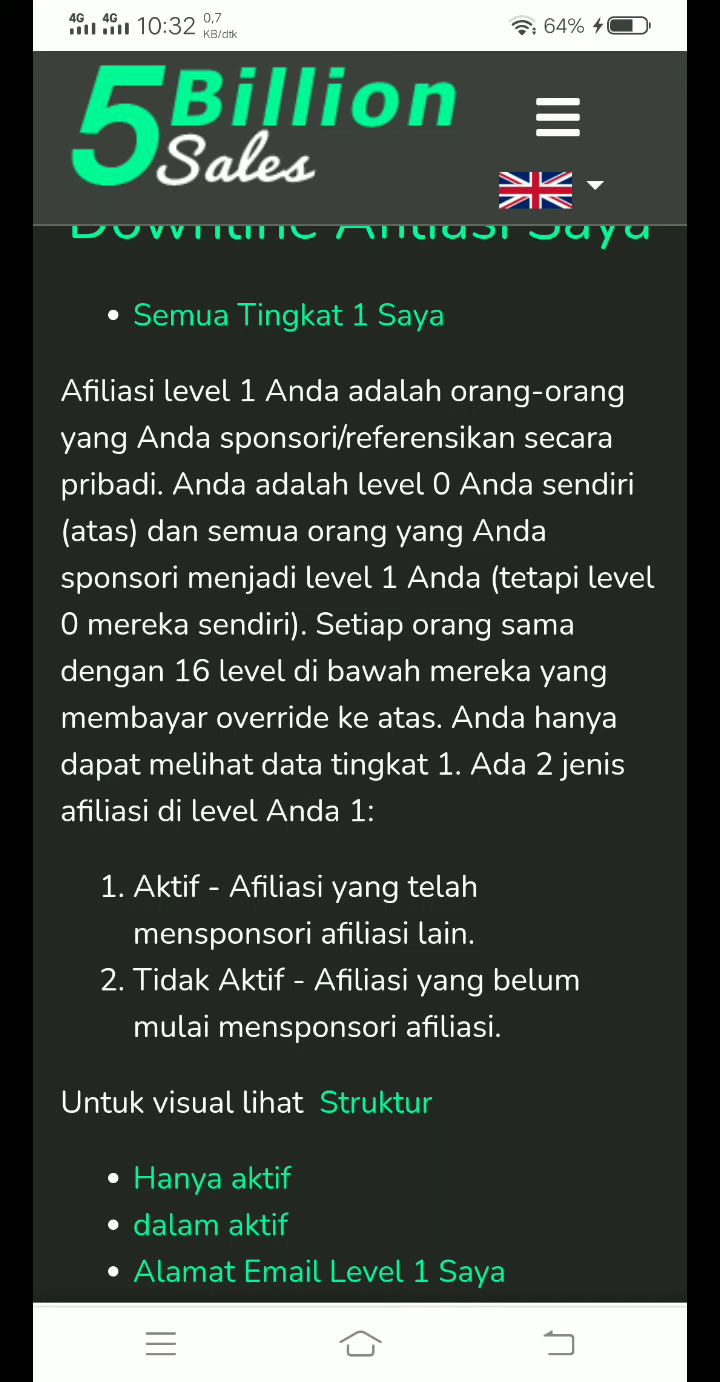 4G 4G 10:32 0,7 KB/dtk 64%
5 Billion
Sales
Downline Afiliasi Saya
Semua Tingkat 1 Saya
Afiliasi level 1 Anda adalah orang-orang
yang Anda sponsori/referensikan secara
pribadi. Anda adalah level 0 Anda sendiri
(atas) dan semua orang yang Anda
sponsori menjadi level 1 Anda (tetapi level
0 mereka sendiri). Setiap orang sama
dengan 16 level di bawah mereka yang
membayar override ke atas. Anda hanya
dapat melihat data tingkat 1. Ada 2 jenis
afiliasi di level Anda 1:
1. Aktif - Afiliasi yang telah
mensponsori afiliasi lain.
2. Tidak Aktif - Afiliasi yang belum
mulai mensponsori afiliasi.
Untuk visual lihat Struktur
Hanya aktif
dalam aktif
Alamat Email Level 1 Saya